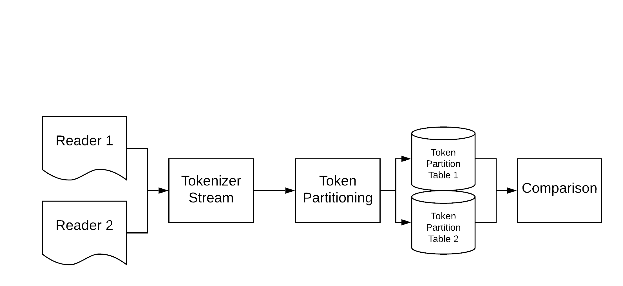 Reader 1
Reader 2
Tokenizer
Stream
Token
Partitioning
Token
Partition
Table 1
Token
Partition
Table 2
Comparison